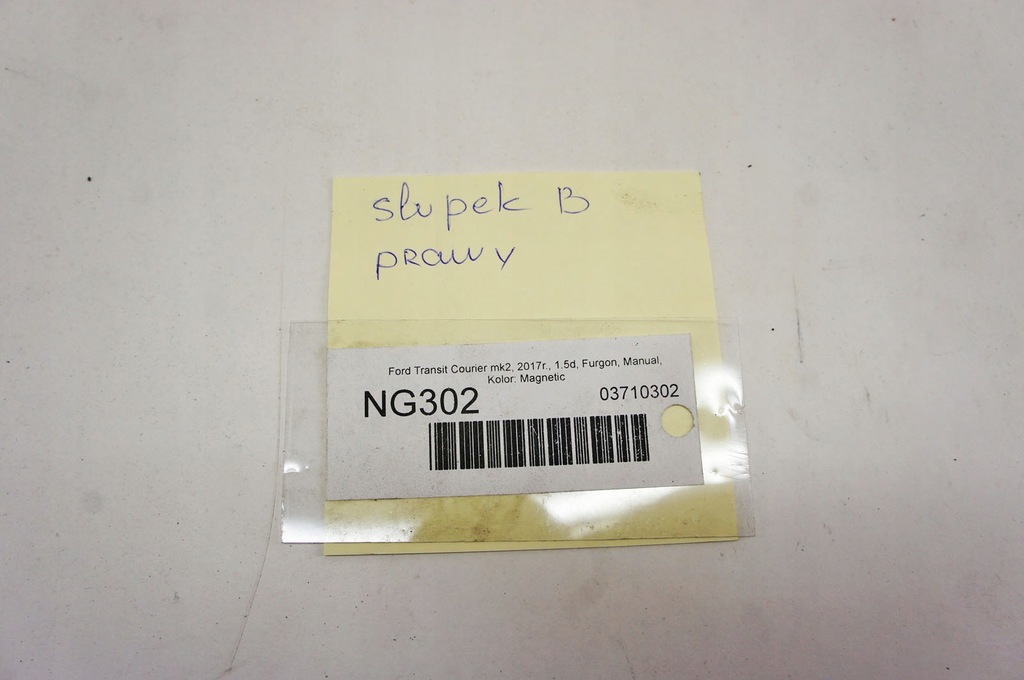 słupek B
prawy
Ford Transit Courier mk2, 2017r., 1.5d, Furgon, Manual,
Kolor: Magnetic
NG302
03710302